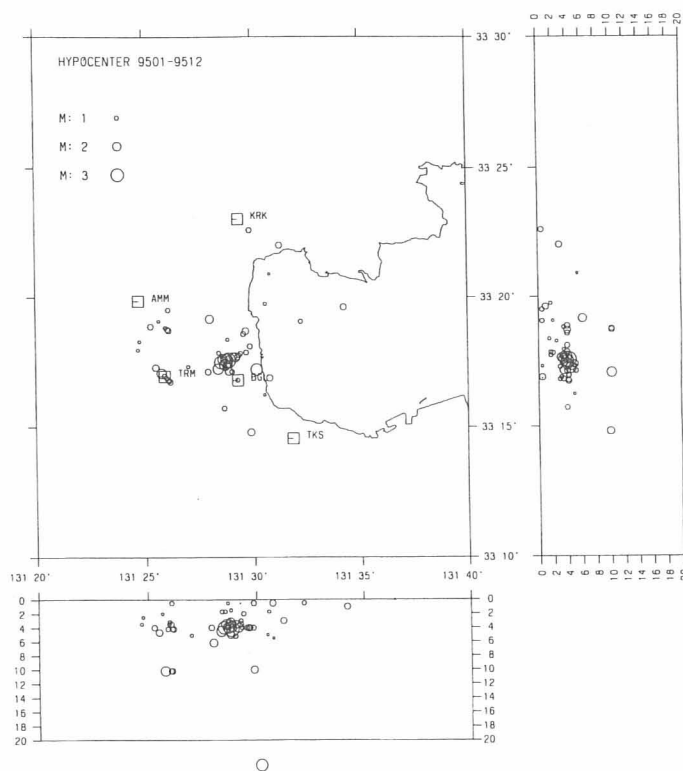 0 2 4 6 8 10 12 14 16 18 20
33 30'
HYPOCENTER 9501-9512
M: 1
M: 2
M: 3
33 25'
KRK
AMM
33 20'
TRM
BG
33 15'
TKS
33 10'
131 20' 131 25' 131 30' 131 35' 131 40'
0 2 4 6 8 10 12 14 16 18 20
0 0
2 2
4 4
6 6
8 8
10 10
12 12
14 14
16 16
18 18
20 20